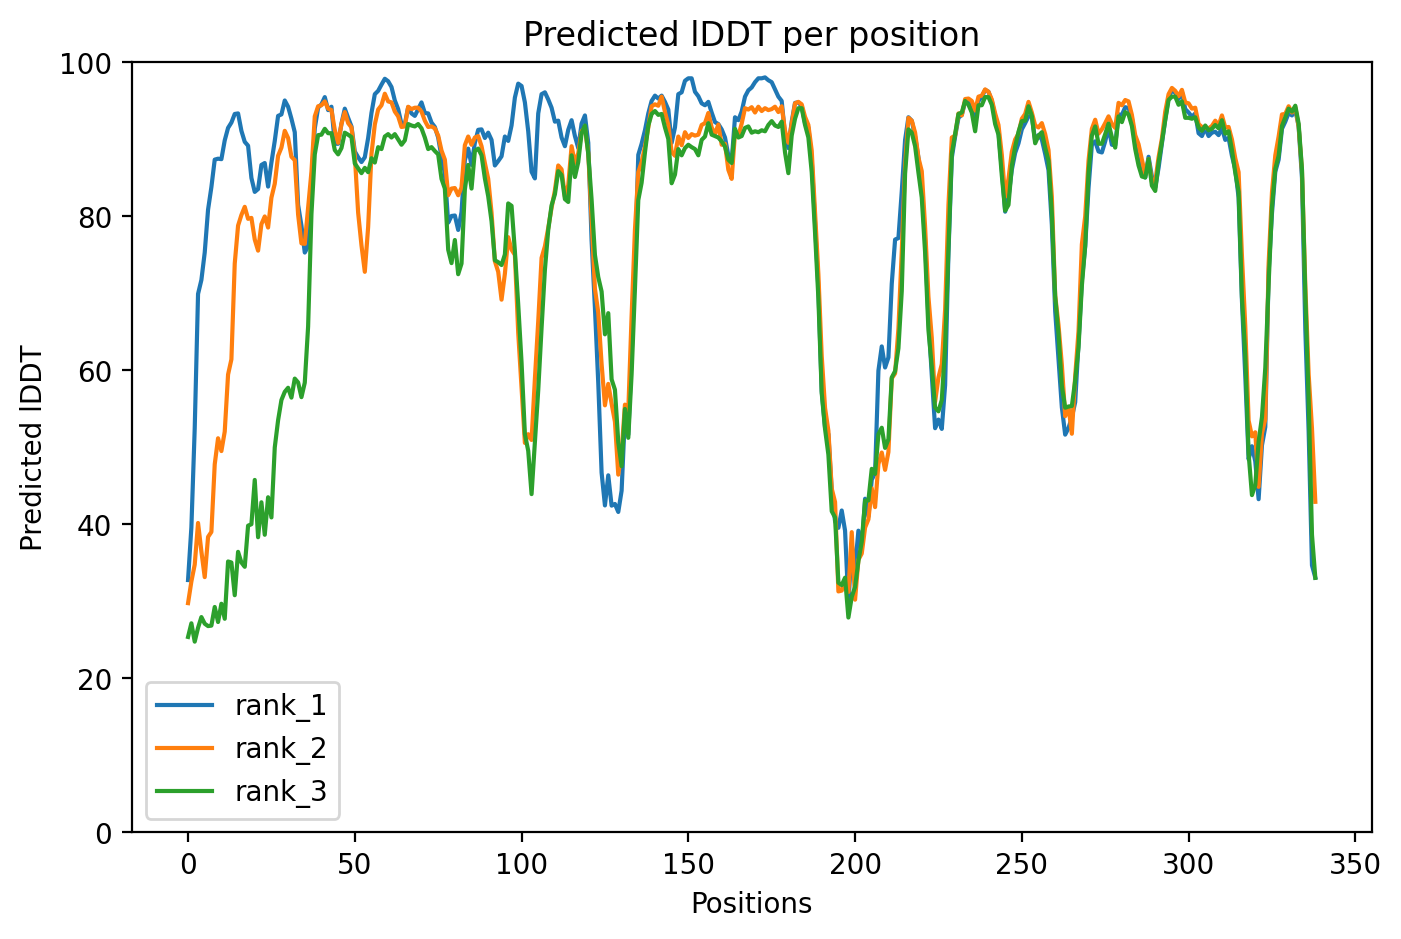 Predicted lDDT per position
Predicted lDDT
100
80
60
40
20
0
rank_1
rank_2
rank_3
0 50 100 150 200 250 300 350
Positions